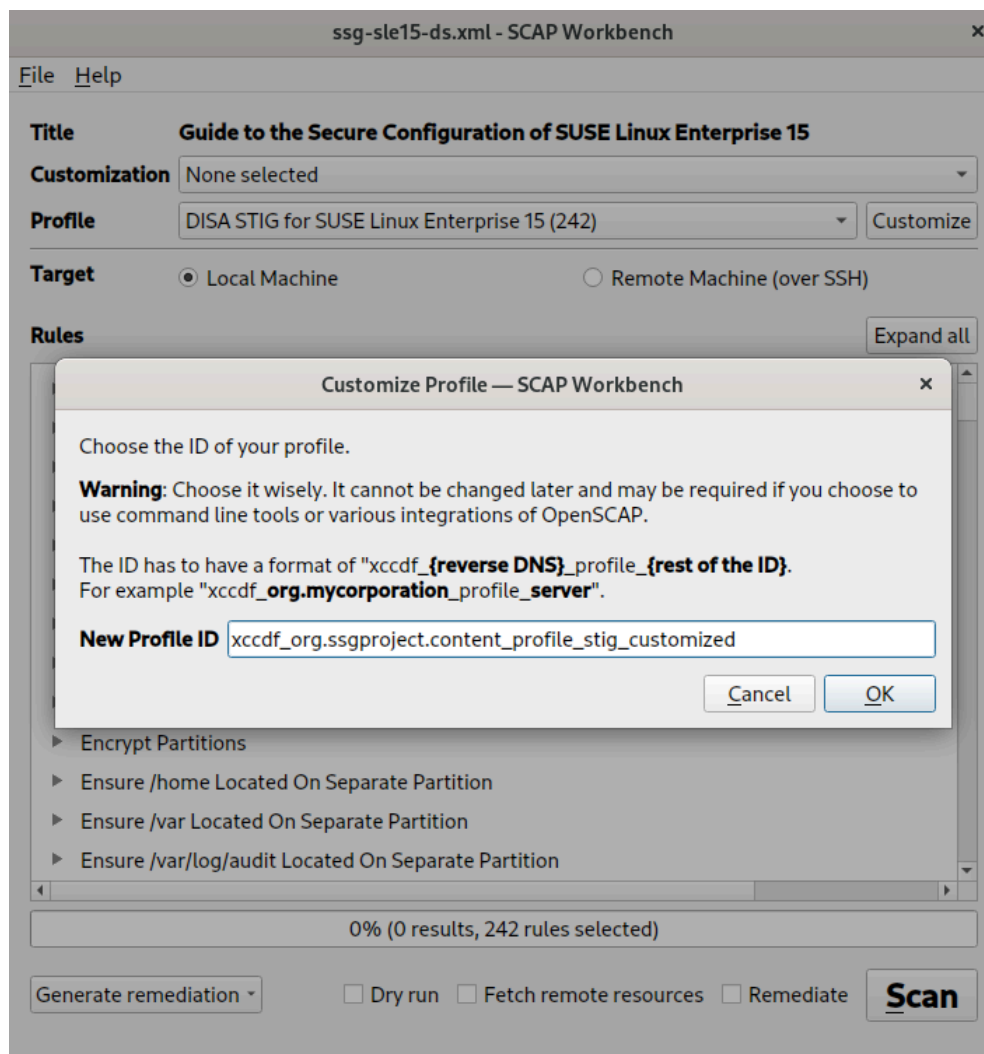 ssg-sle15-ds.xml - SCAP Workbench
File Help
Title Guide to the Secure Configuration of SUSE Linux Enterprise 15
Customization None selected
Profile DISA STIG for SUSE Linux Enterprise 15 (242) Customize
Target Local Machine Remote Machine (over SSH)
Rules Expand all
Customize Profile — SCAP Workbench
Choose the ID of your profile.
Warning: Choose it wisely. It cannot be changed later and may be required if you choose to
use command line tools or various integrations of OpenSCAP.
The ID has to have a format of "xccdf_{reverse DNS}_profile_{rest of the ID}.
For example "xccdf_org.mycorporation_profile_server".
New Profile ID xccdf_org.ssgproject.content_profile_stig_customized
Cancel OK
Encrypt Partitions
Ensure /home Located On Separate Partition
Ensure /var Located On Separate Partition
Ensure /var/log/audit Located On Separate Partition
0% (0 results, 242 rules selected)
Generate remediation Dry run Fetch remote resources Remediate Scan